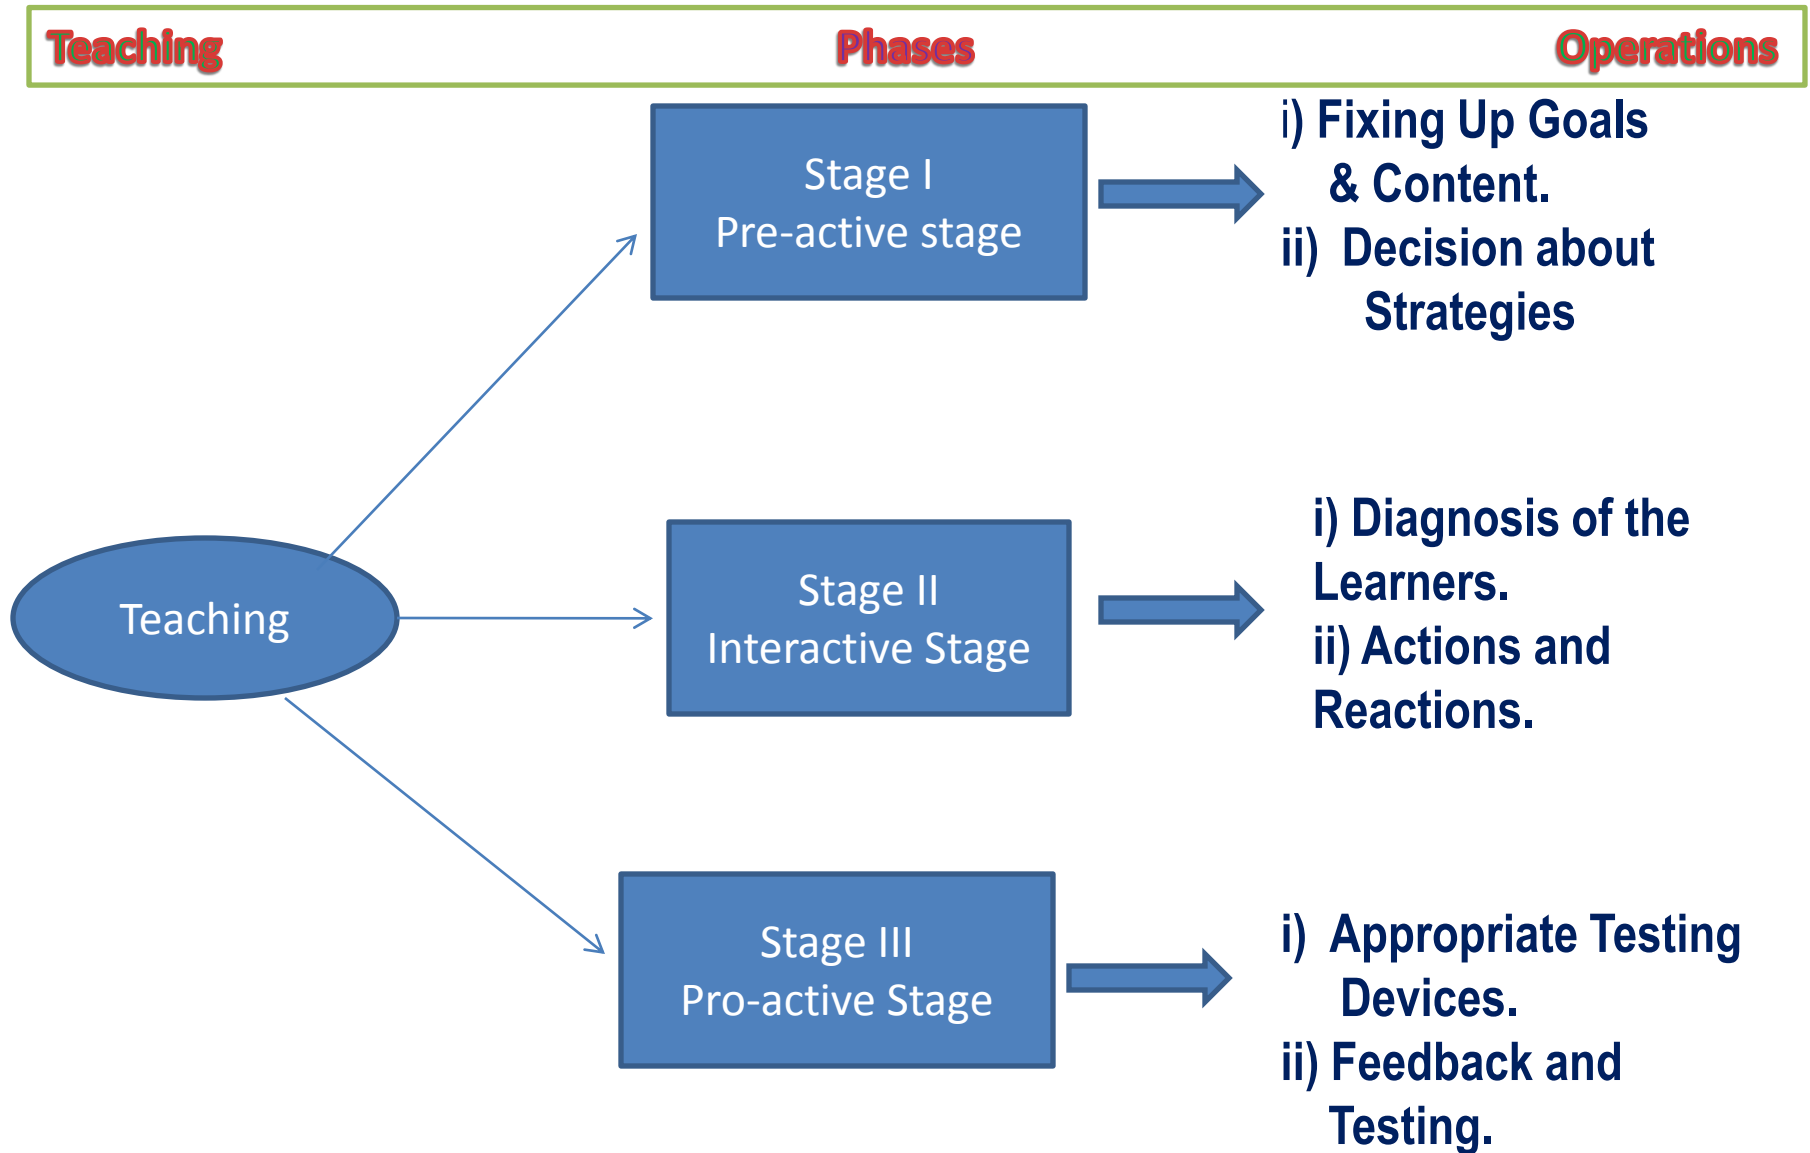 Teaching Phases Operations
Stage I
Pre-active stage
i) Fixing Up Goals
& Content.
ii) Decision about
Strategies
Teaching
Stage II
Interactive Stage
i) Diagnosis of the
Learners.
ii) Actions and
Reactions.
Stage III
Pro-active Stage
i) Appropriate Testing
Devices.
ii) Feedback and
Testing.